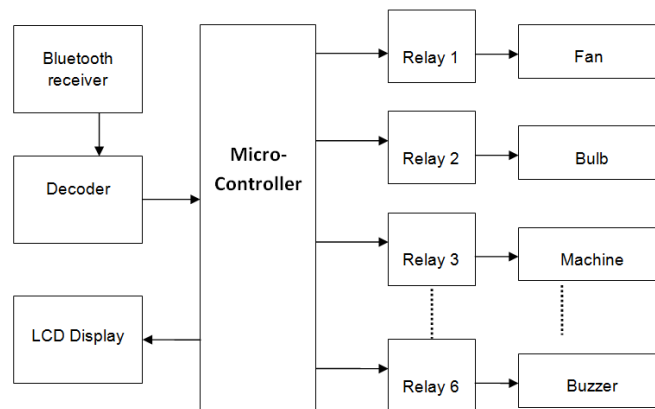 Bluetooth
receiver
Decoder
LCD Display
Micro-
Controller
Relay 1
Fan
Relay 2
Bulb
Relay 3
Machine
Relay 6
Buzzer